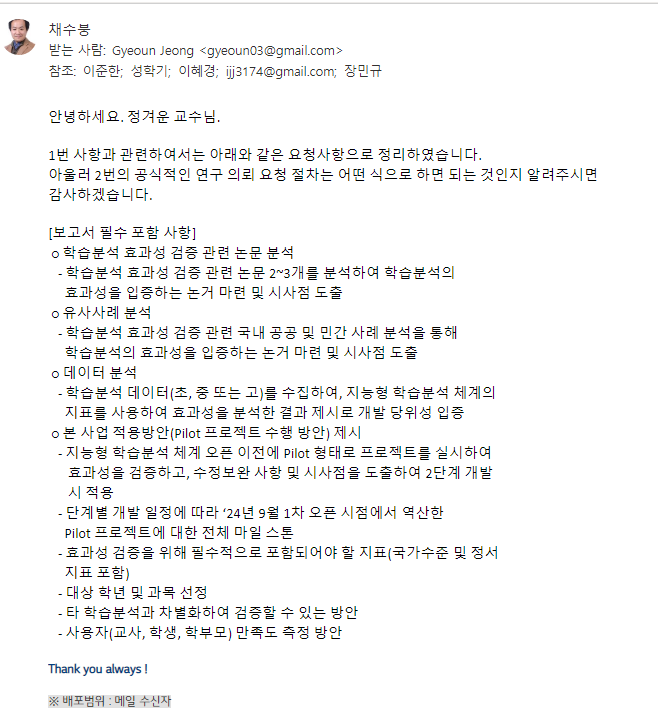 채수봉
받는 사람: Gyeoun Jeong <gyeoun03@gmail.com>
참조: 이준한; 성학기; 이혜경; ijj3174@gmail.com; 장민규
안녕하세요. 정겨운 교수님.
1번 사항과 관련하여서는 아래와 같은 요청사항으로 정리하였습니다.
아울러 2번의 공식적인 연구 의뢰 요청 절차는 어떤 식으로 하면 되는 것인지 알려주시면
감사하겠습니다.
[보고서 필수 포함 사항]
o 학습분석 효과성 검증 관련 논문 분석
- 학습분석 효과성 검증 관련 논문 2~3개를 분석하여 학습분석의
효과성을 입증하는 논거 마련 및 시사점 도출
o 유사사례 분석
- 학습분석 효과성 검증 관련 국내 공공 및 민간 사례 분석을 통해
학습분석의 효과성을 입증하는 논거 마련 및 시사점 도출
o 데이터 분석
- 학습분석 데이터(초, 중 또는 고)를 수집하여, 지능형 학습분석 체계의
지표를 사용하여 효과성을 분석한 결과 제시로 개발 당위성 입증
o 본 사업 적용방안(Pilot 프로젝트 수행 방안) 제시
- 지능형 학습분석 체계 오픈 이전에 Pilot 형태로 프로젝트를 실시하여
효과성을 검증하고, 수정보완 사항 및 시사점을 도출하여 2단계 개발
시 적용
- 단계별 개발 일정에 따라 ‘24년 9월 1차 오픈 시점에서 역산한
Pilot 프로젝트에 대한 전체 마일 스톤
- 효과성 검증을 위해 필수적으로 포함되어야 할 지표(국가수준 및 정서
지표 포함)
- 대상 학년 및 과목 선정
- 타 학습분석과 차별화하여 검증할 수 있는 방안
- 사용자(교사, 학생, 학부모) 만족도 측정 방안
Thank you always !
※ 배포범위 : 메일 수신자